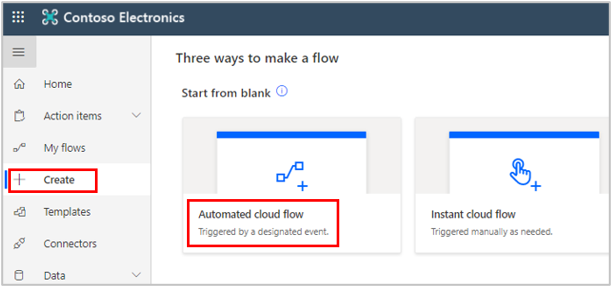 Contoso Electronics
Three ways to make a flow
Start from blank
Home
Action items
My flows
Create
Templates
Connectors
Data
Automated cloud flow
Triggered by a designated event.
Instant cloud flow
Triggered manually as needed.